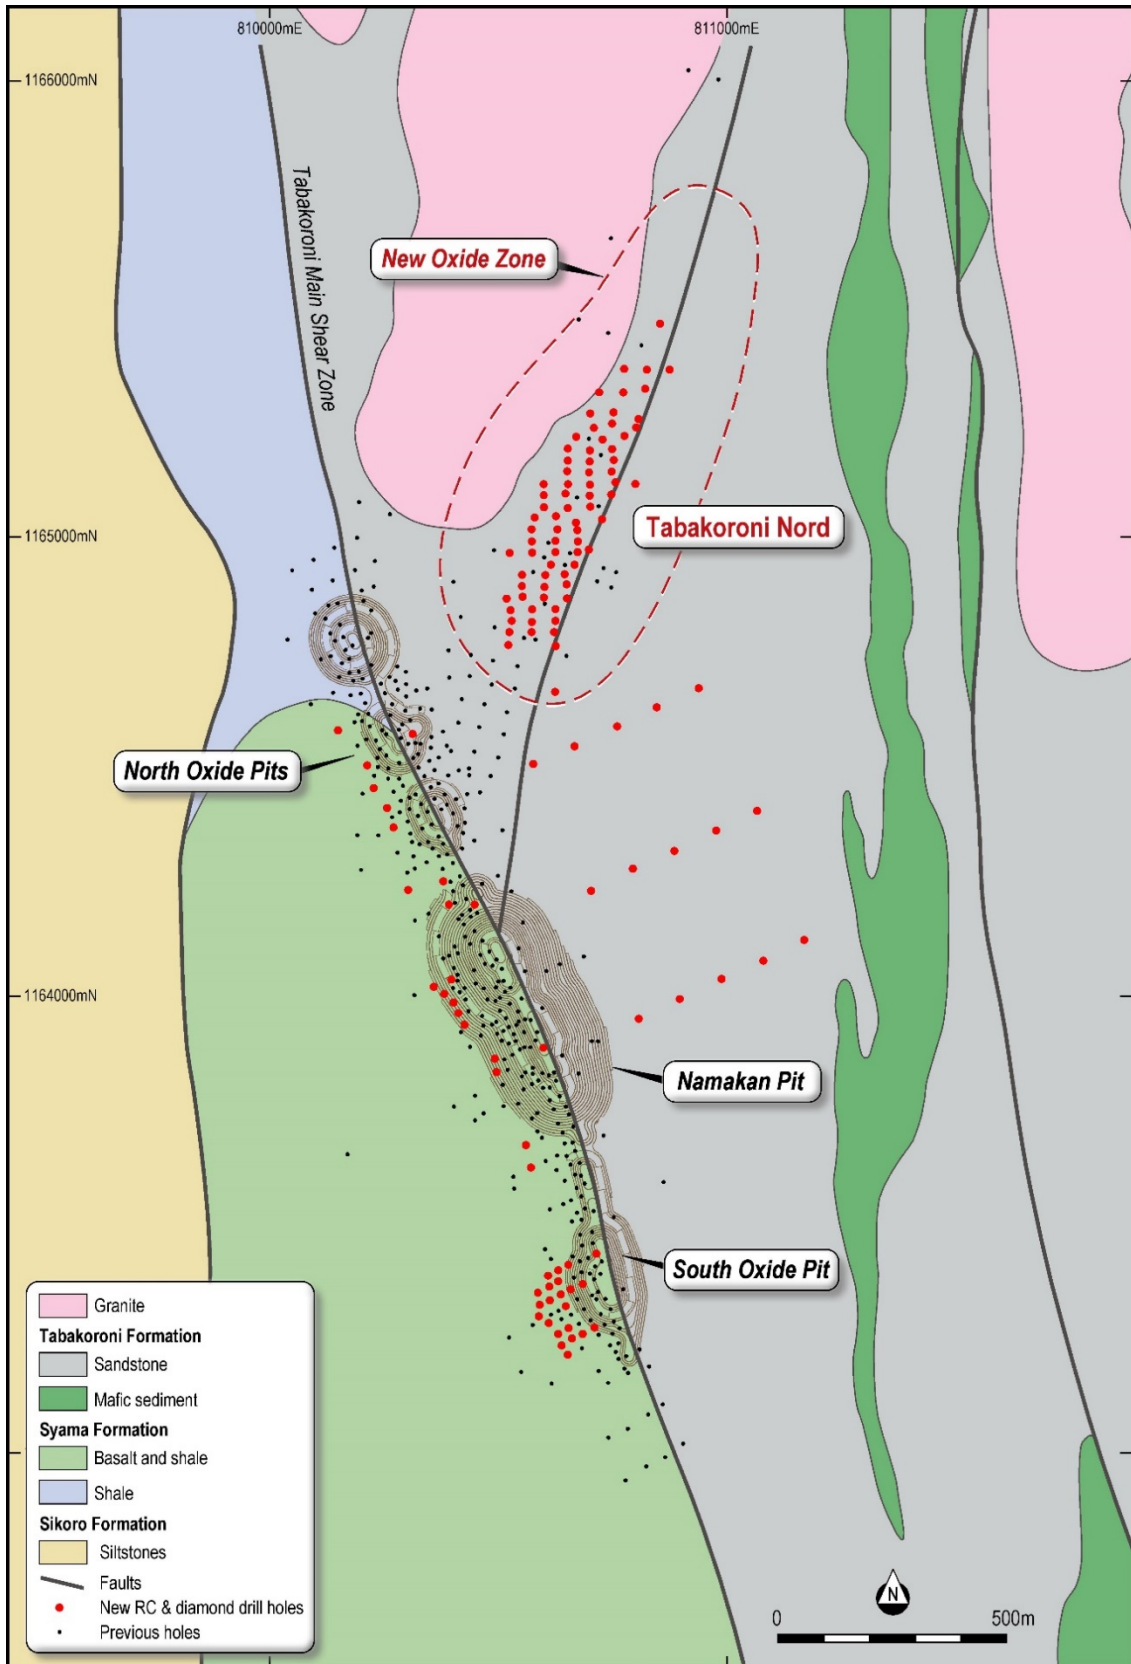 810000mE
811000mE
1166000mN
Tabakoroni Main Shear Zone
New Oxide Zone
Tabakoroni Nord
1165000mN
North Oxide Pits
1164000mN
Namakan Pit
South Oxide Pit
Granite
Tabakoroni Formation
Sandstone
Mafic sediment
Syama Formation
Basalt and shale
Shale
Sikoro Formation
Siltstones
Faults
New RC & diamond drill holes
Previous holes
N
0
500m